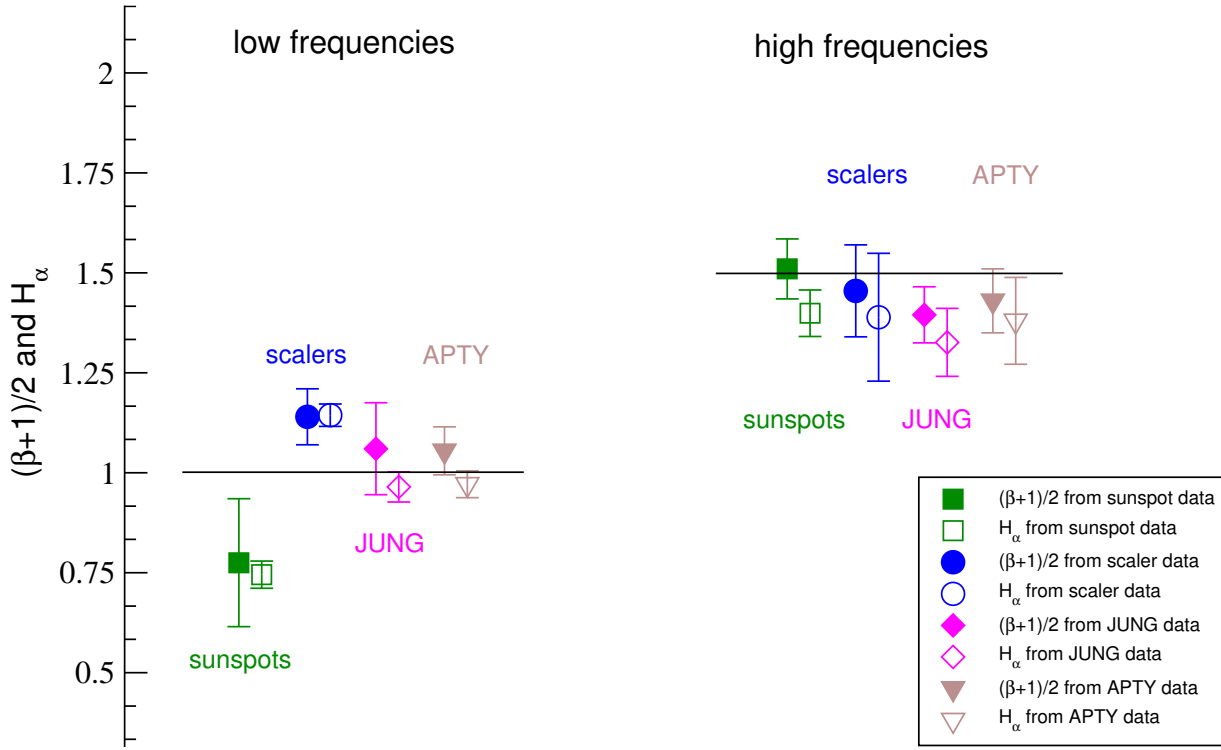 low frequencies
high frequencies
2
1.75
1.5
1.25
1
0.75
0.5
(β+1)/2 and Hα
scalers
APTY
JUNG
sunspots
scalers
APTY
sunspots
JUNG
(β+1)/2 from sunspot data
Hα from sunspot data
(β+1)/2 from scaler data
Hα from scaler data
(β+1)/2 from JUNG data
Hα from JUNG data
(β+1)/2 from APTY data
Hα from APTY data